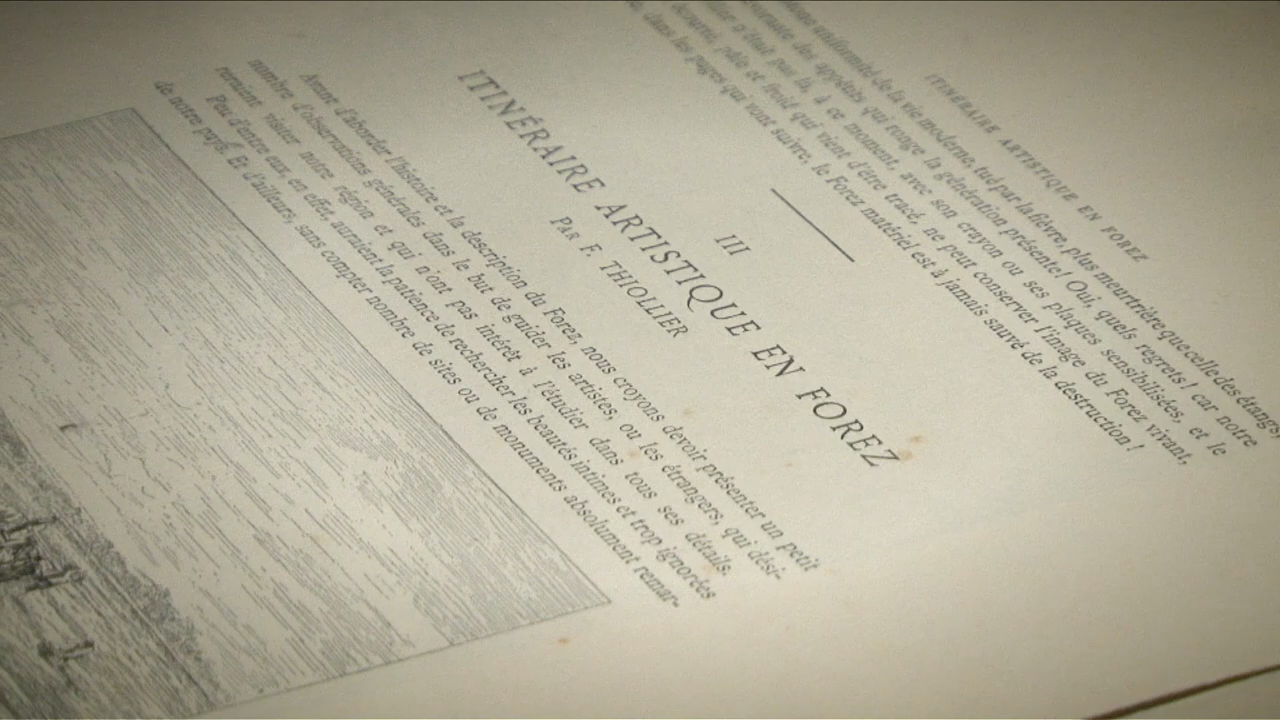 ITINÉRAIRE ARTISTIQUE EN FOREZ
uniformité de la vie moderne, tué par la fièvre, plus meurtrière que celle des étangs,
des appétits qui ronge la génération présente ! Oui, quels regrets ! car notre
n'était pas là, à ce moment, avec son crayon ou ses plaques sensibilisées, et le
pâle et froid qui vient d'être tracé, ne peut conserver l'image du Forez vivant,
dans les pages qui vont suivre, le Forez matériel est à jamais sauvé de la destruction !
III
ITINÉRAIRE ARTISTIQUE EN FOREZ
PAR F. THIOLLIER
Avant d'aborder l'histoire et la description du Forez, nous croyons devoir présenter un petit
nombre d'observations générales dans le but de guider les artistes, ou les étrangers, qui dési-
reraient visiter notre région et qui n'ont pas intérêt à l'étudier dans tous ses détails.
Peu d'entre eux, en effet, auraient la patience de rechercher les beautés intimes et trop ignorées
de notre pays. Et d'ailleurs, sans compter nombre de sites ou de monuments absolument remar-